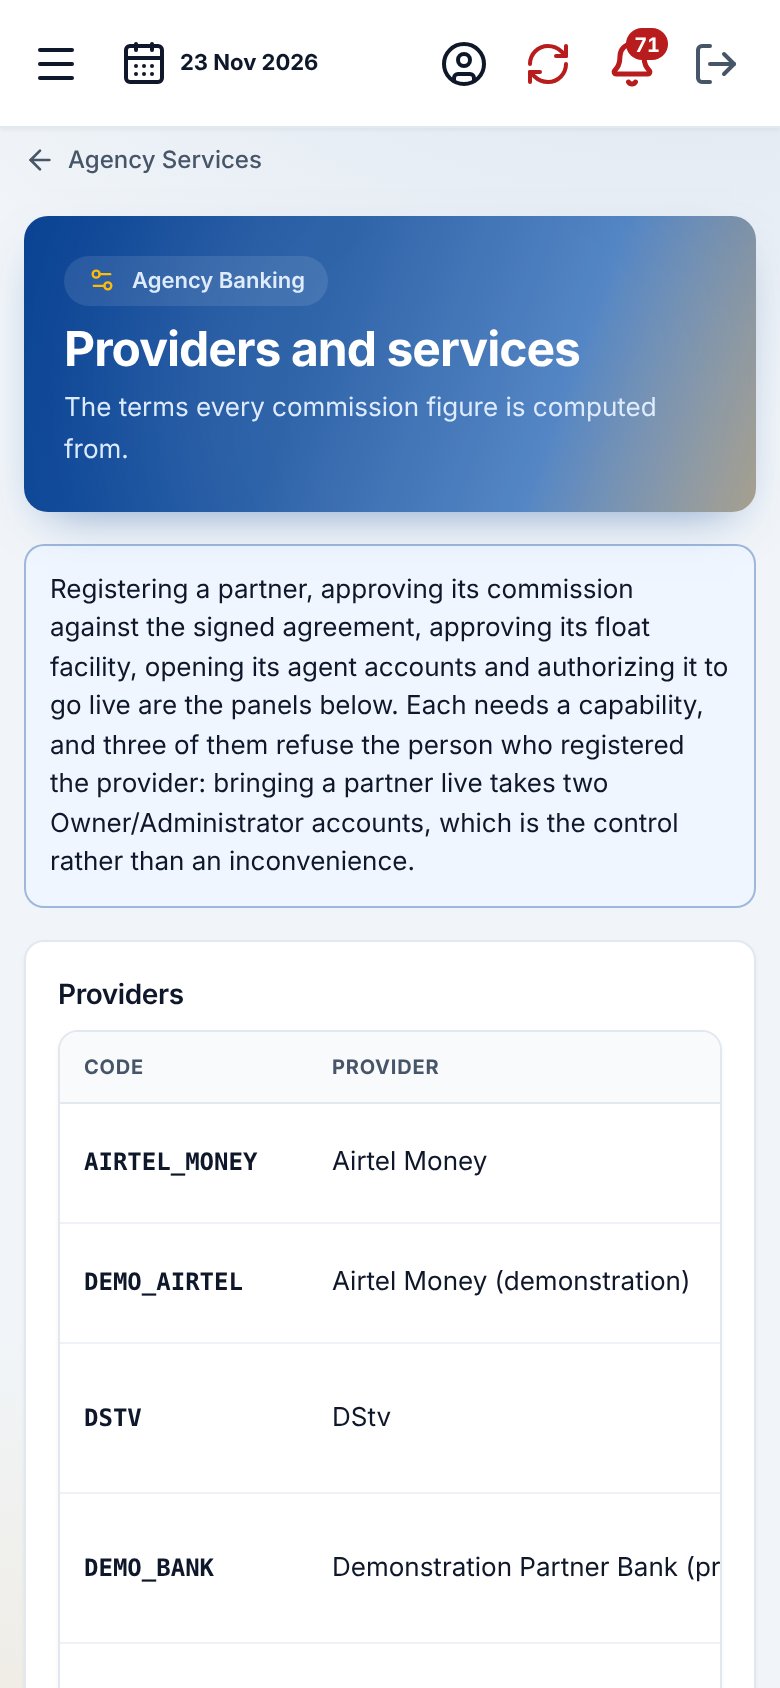 23 Nov 2026
71
Agency Services
Agency Banking
Providers and services
The terms every commission figure is computed
from.
Registering a partner, approving its commission
against the signed agreement, approving its float
facility, opening its agent accounts and authorizing it to
go live are the panels below. Each needs a capability,
and three of them refuse the person who registered
the provider: bringing a partner live takes two
Owner/Administrator accounts, which is the control
rather than an inconvenience.
Providers
CODE PROVIDER
AIRTEL_MONEY Airtel Money
DEMO_AIRTEL Airtel Money (demonstration)
DSTV DStv
DEMO_BANK Demonstration Partner Bank (pr